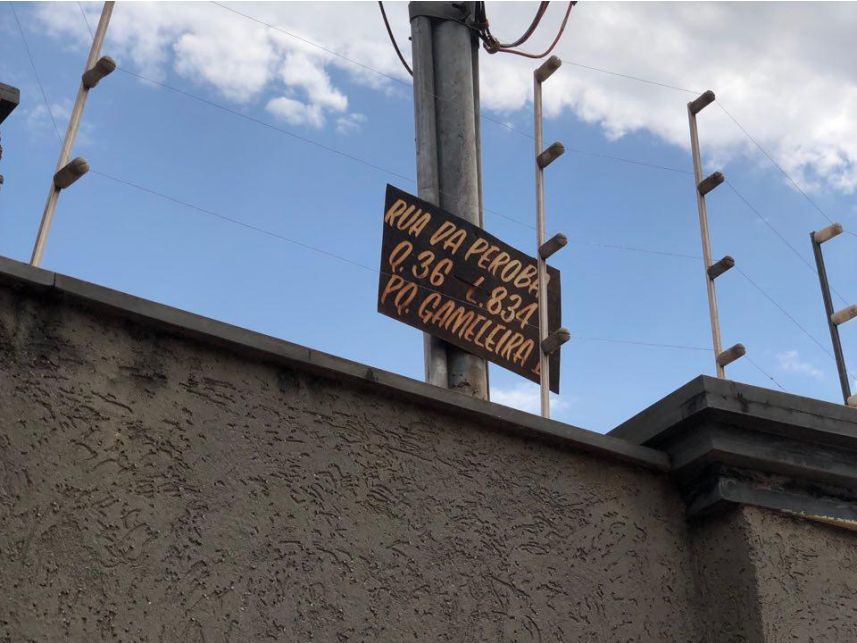 RUA DA PEROBA
Q.36 L.834
PQ. GAMELEIRA